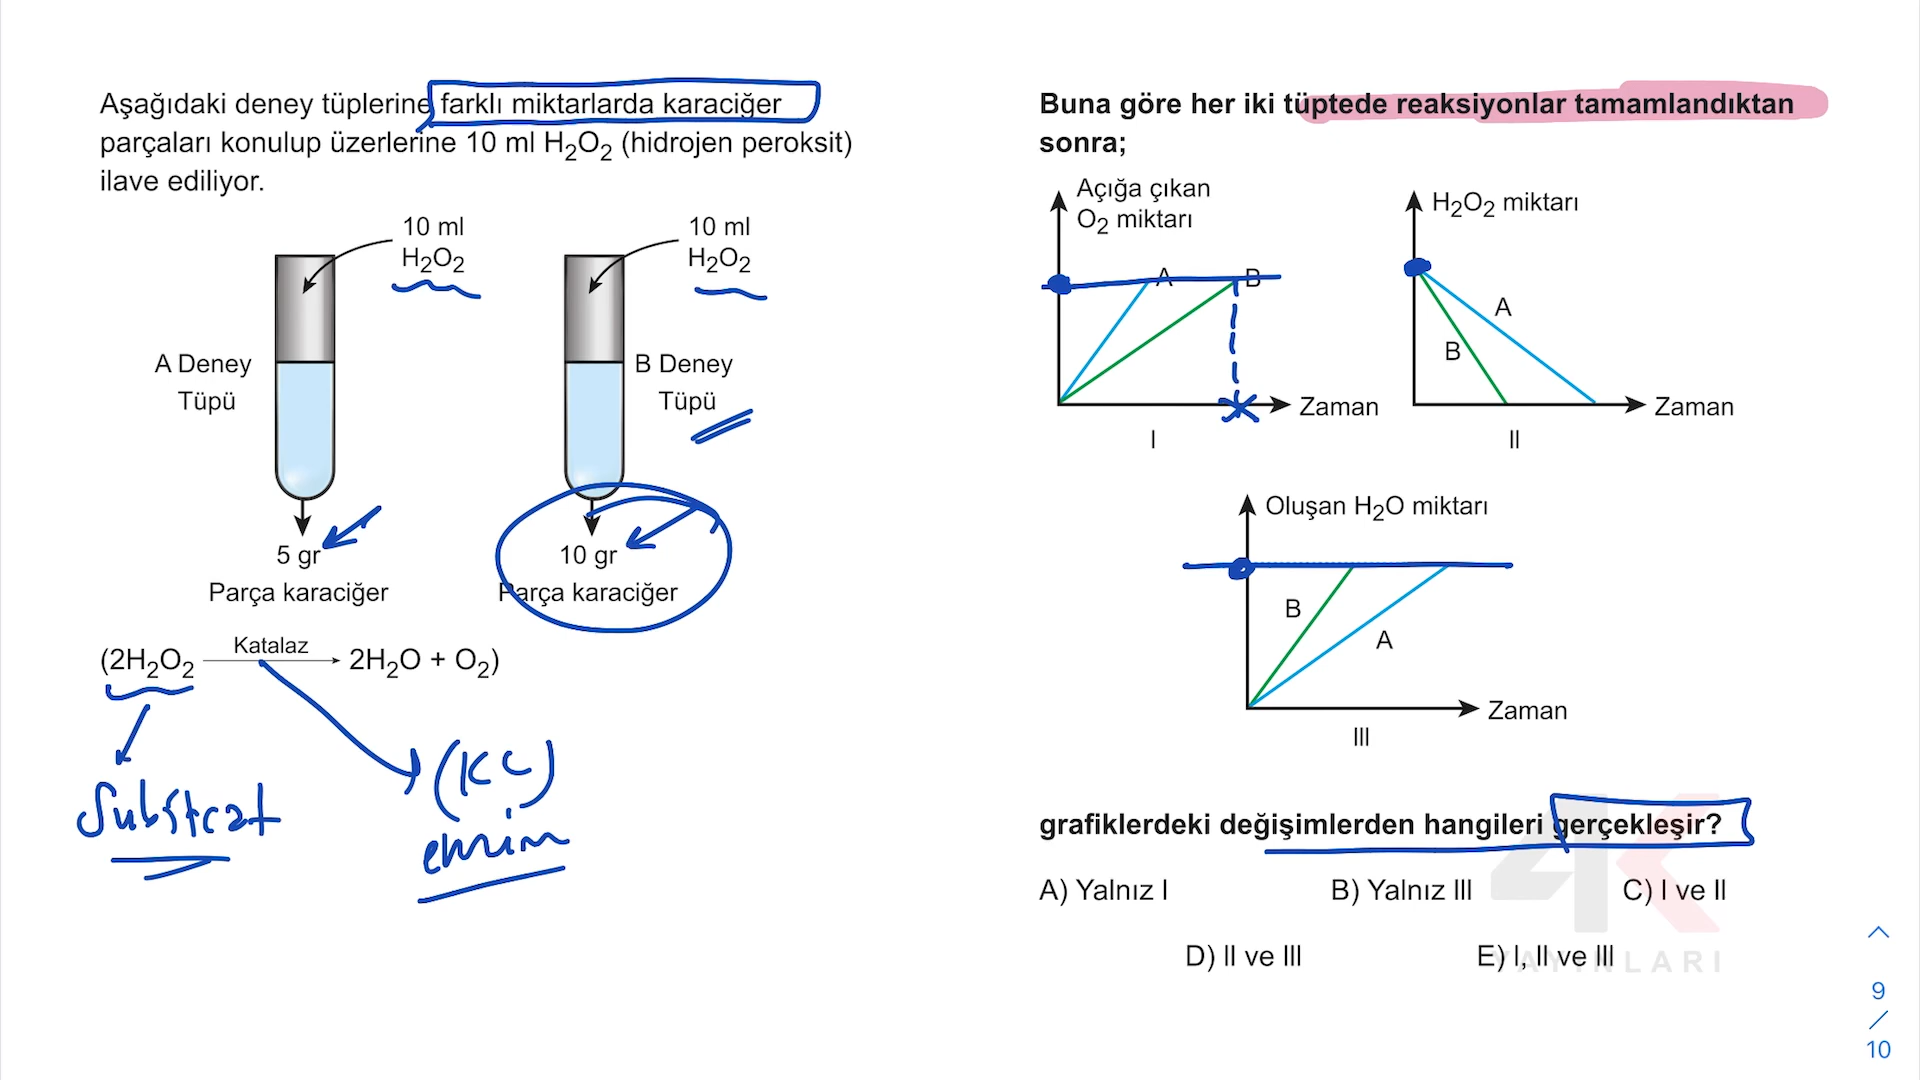 Aşağıdaki deney tüplerine farklı miktarlarda karaciğer
parçaları konulup üzerlerine 10 ml H₂O₂ (hidrojen peroksit)
ilave ediliyor.
10 ml
H₂O₂
10 ml
H₂O₂
A Deney
Tüpü
B Deney
Tüpü
5 gr
Parça karaciğer
10 gr
Parça karaciğer
Katalaz
(2H₂O₂ → 2H₂O + O₂)
Substrat
(KC)
enzim
Buna göre her iki tüptede reaksiyonlar tamamlandıktan
sonra;
Açığa çıkan
O₂ miktarı
A
B
Zaman
I
H₂O₂ miktarı
A
B
Zaman
II
Oluşan H₂O miktarı
B
A
Zaman
III
grafiklerdeki değişimlerden hangileri gerçekleşir?
A) Yalnız I
B) Yalnız III
C) I ve II
D) II ve III
E) I, II ve III
4K
YAYINLARI
9
/
10